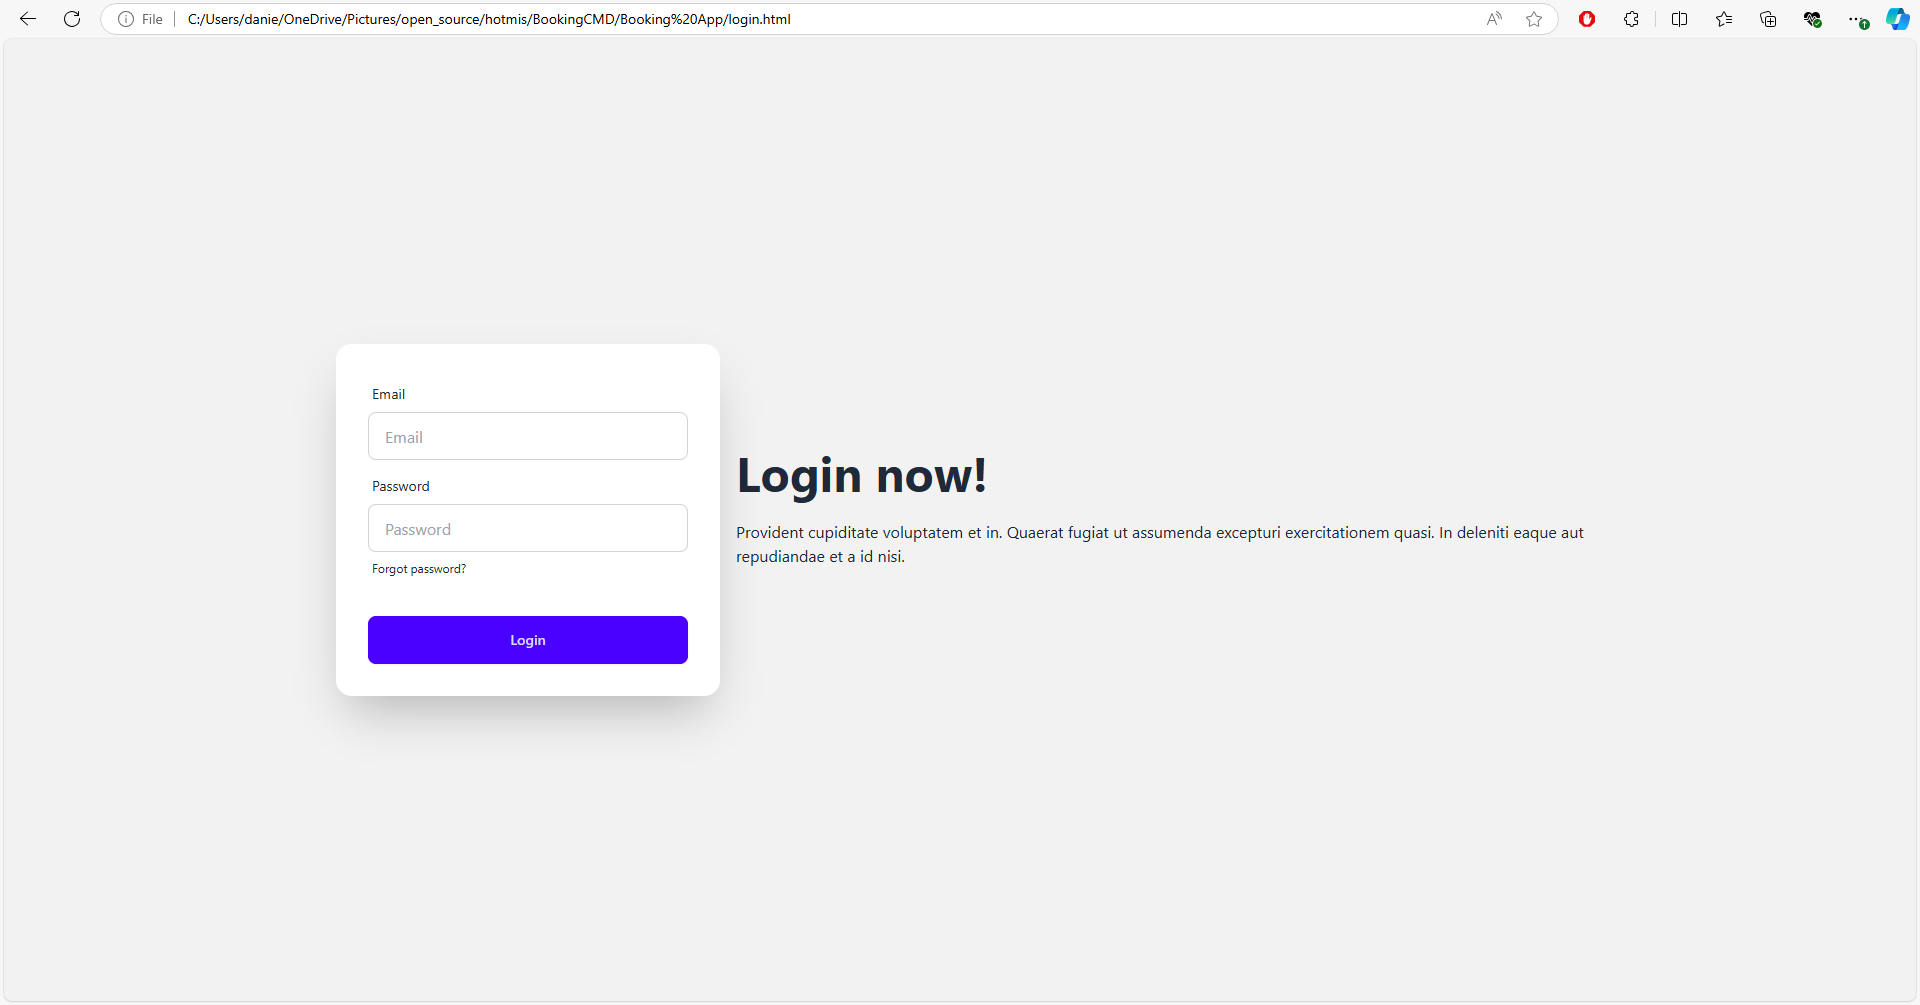 File
C:/Users/danie/OneDrive/Pictures/open_source/hotmis/BookingCMD/Booking%20App/login.html
Email
Email
Password
Password
Forgot password?
Login
Login now!
Provident cupiditate voluptatem et in. Quaerat fugiat ut assumenda excepturi exercitationem quasi. In deleniti eaque aut
repudiandae et a id nisi.